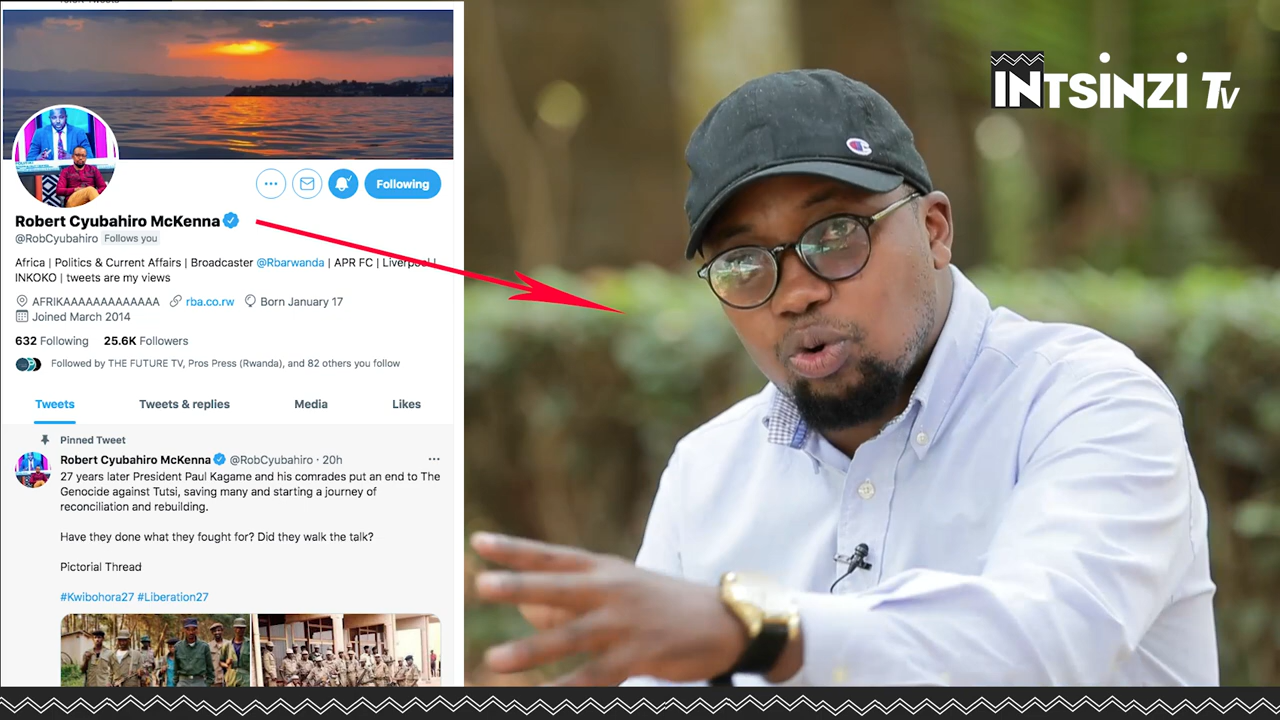 Robert Cyubahiro McKenna
@RobCyubahiro Follows you
Africa | Politics & Current Affairs | Broadcaster @Rbarwanda | APR FC | Liverpool |
INKOKO | tweets are my views
AFRIKAAAAAAAAAAAAA rba.co.rw Born January 17
Joined March 2014
632 Following 25.6K Followers
Followed by THE FUTURE TV, Pros Press (Rwanda), and 82 others you follow
Tweets Tweets & replies Media Likes
Pinned Tweet
Robert Cyubahiro McKenna @RobCyubahiro · 20h
27 years later President Paul Kagame and his comrades put an end to The
Genocide against Tutsi, saving many and starting a journey of
reconciliation and rebuilding.
Have they done what they fought for? Did they walk the talk?
Pictorial Thread
#Kwibohora27 #Liberation27
Following
INTSINZI TV